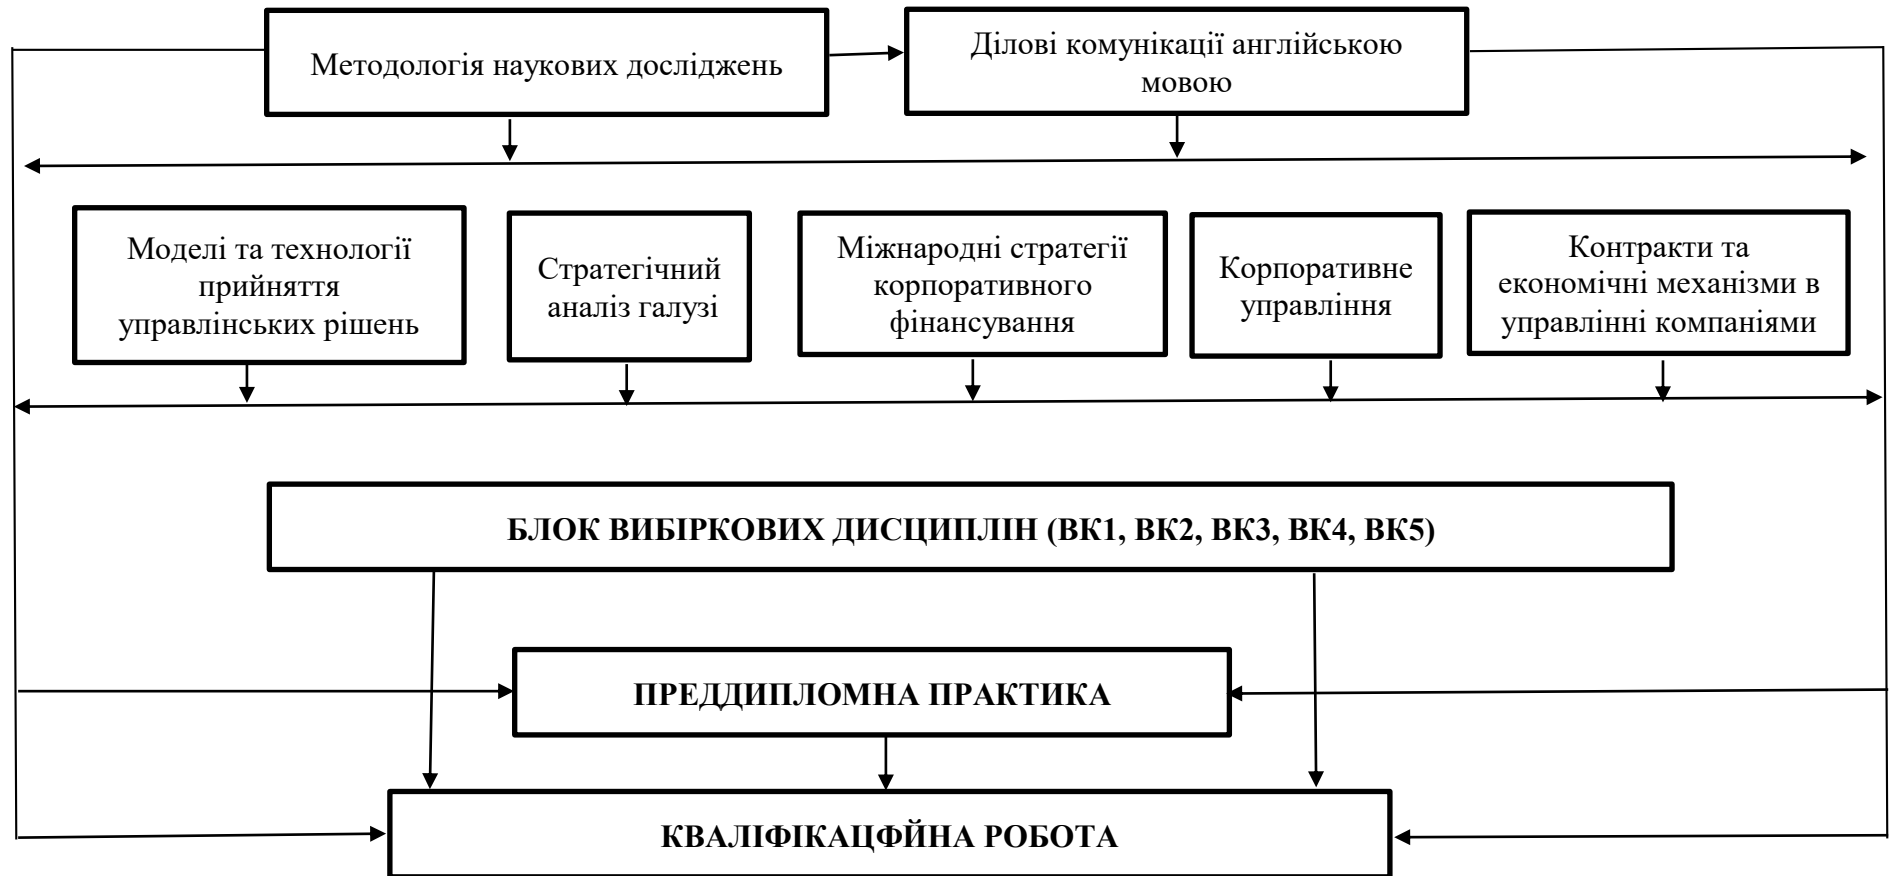 Методологія наукових досліджень
Ділові комунікації англійською
мовою
Моделі та технології
прийняття
управлінських рішень
Стратегічний
аналіз галузі
Міжнародні стратегії
корпоративного
фінансування
Корпоративне
управління
Контракти та
економічні механізми в
управлінні компаніями
БЛОК ВИБІРКОВИХ ДИСЦИПЛІН (ВК1, ВК2, ВК3, ВК4, ВК5)
ПРЕДДИПЛОМНА ПРАКТИКА
КВАЛІФІКАЦФЙНА РОБОТА